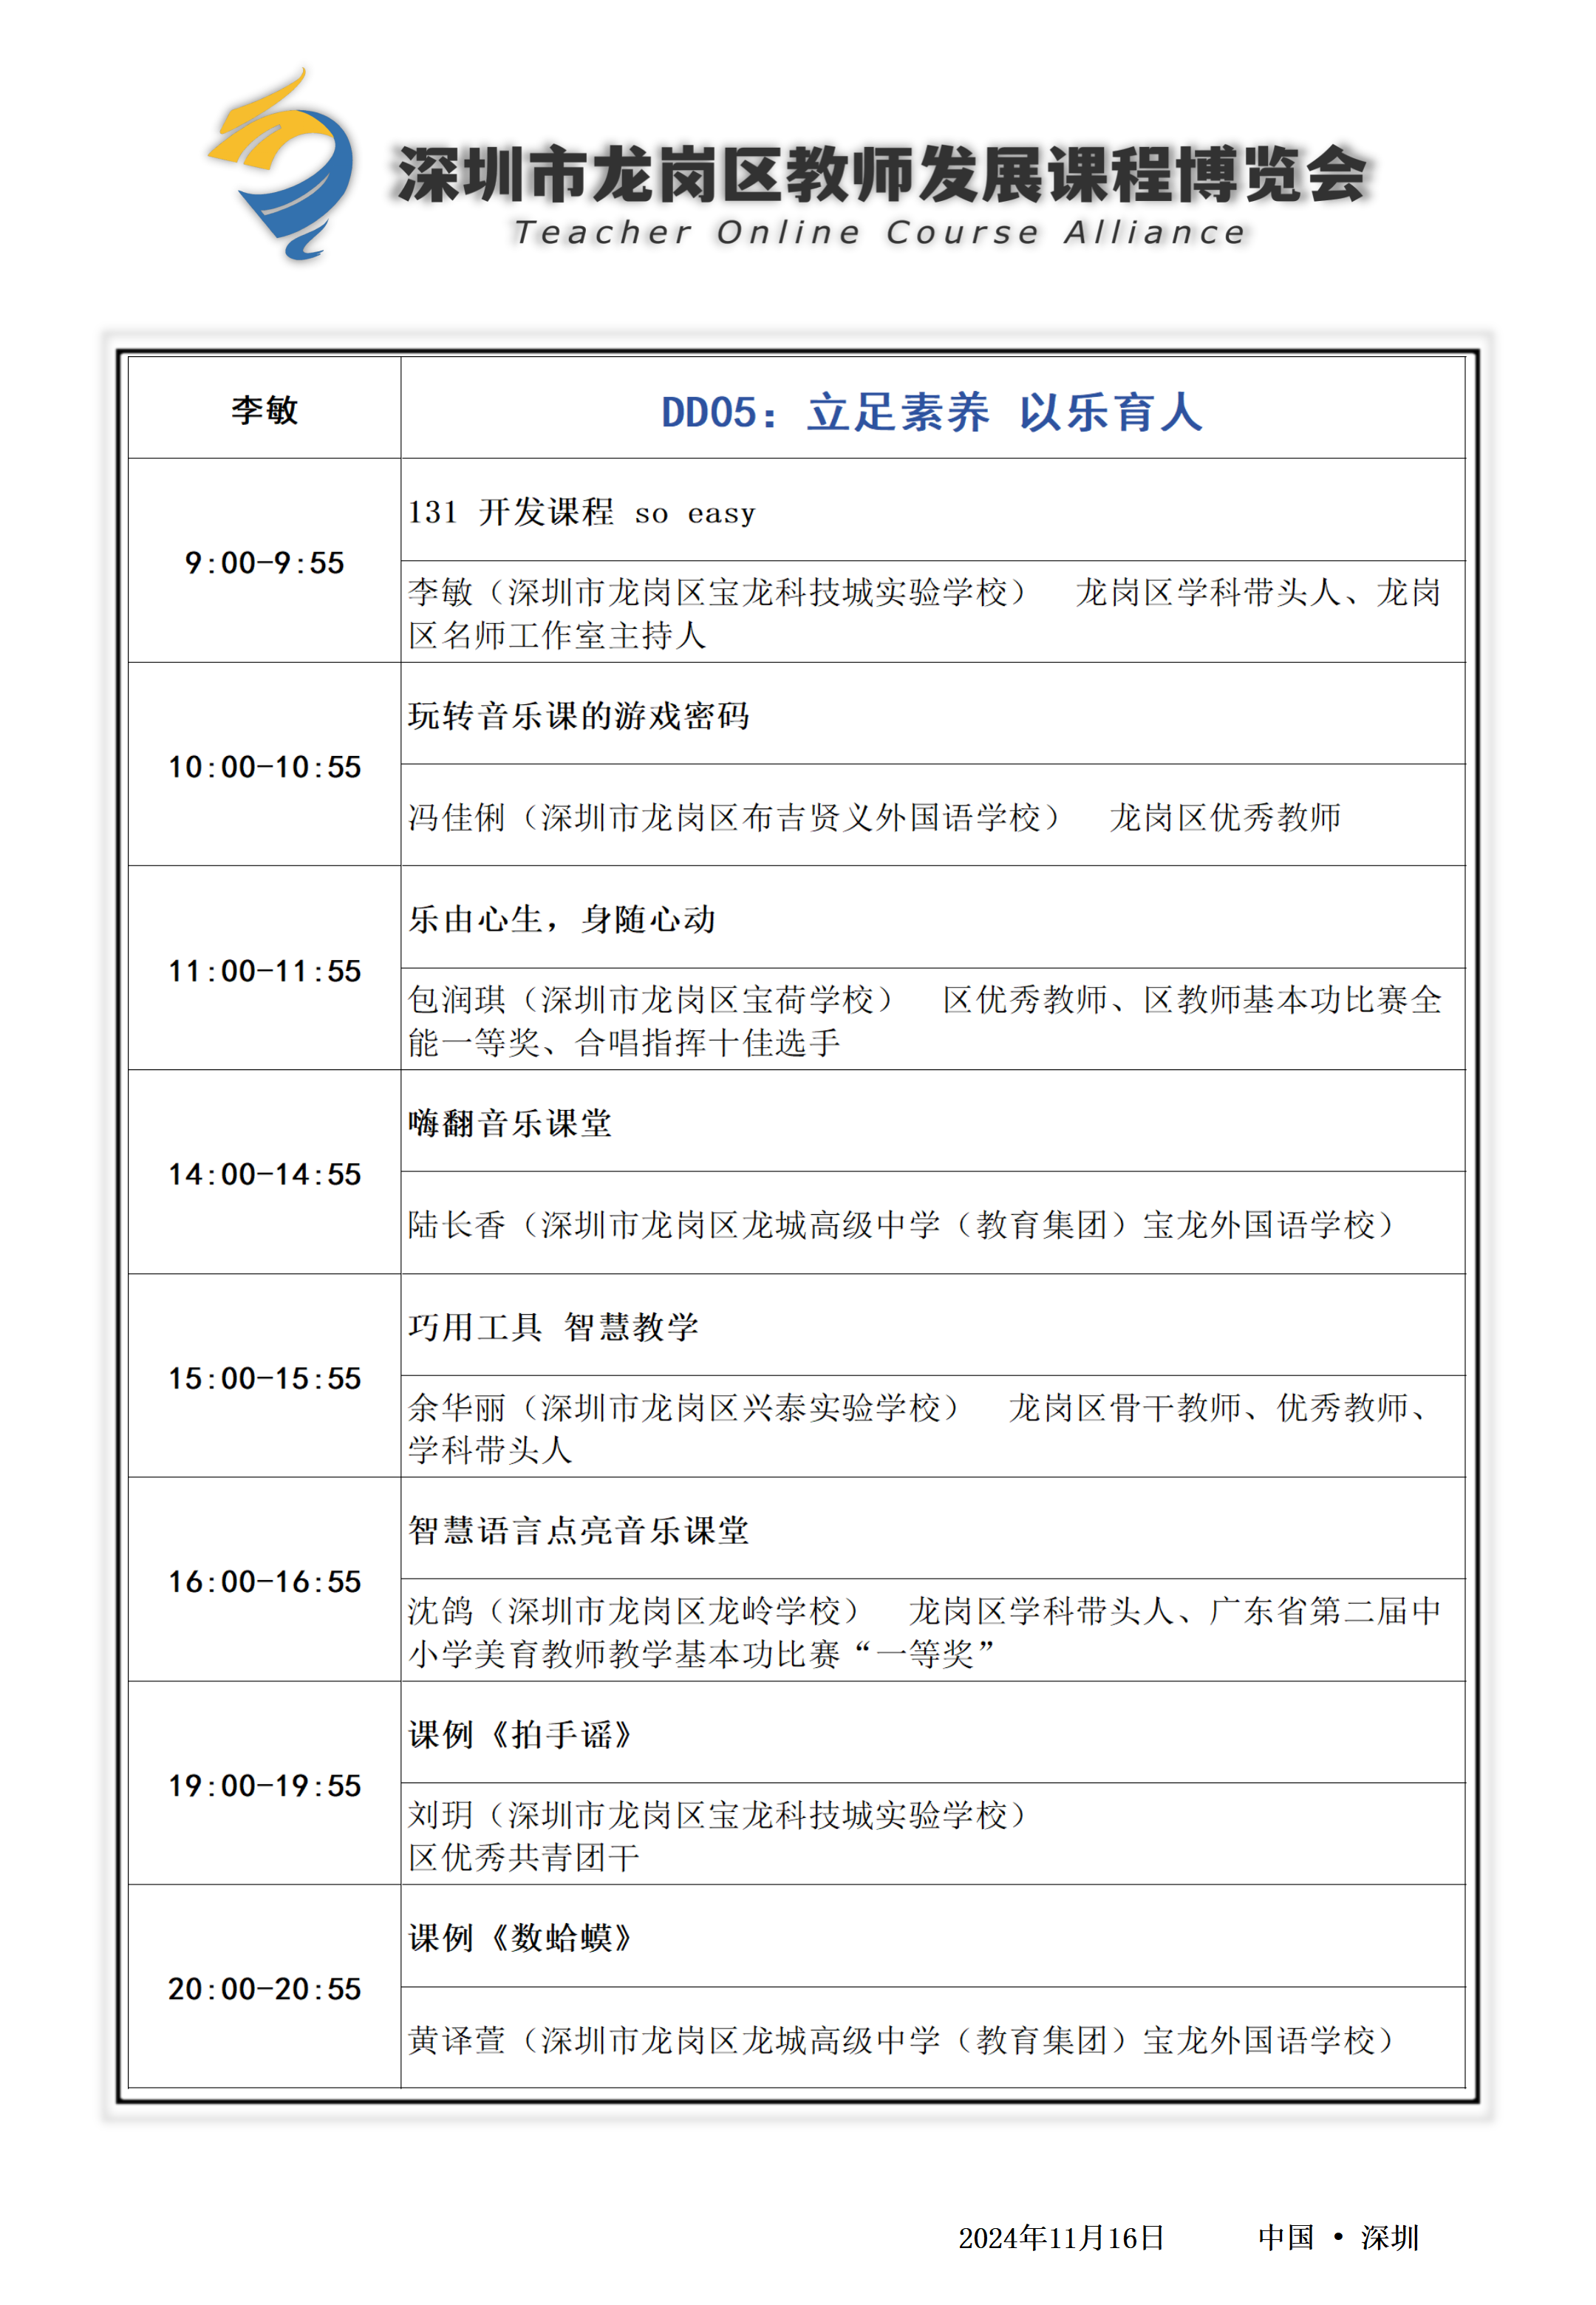 深圳市龙岗区教师发展课程博览会
Teacher Online Course Alliance
李敏
DD05：立足素养 以乐育人
9:00-9:55
131 开发课程 so easy
李敏（深圳市龙岗区宝龙科技城实验学校） 龙岗区学科带头人、龙岗
区名师工作室主持人
10:00-10:55
玩转音乐课的游戏密码
冯佳俐（深圳市龙岗区布吉贤义外国语学校） 龙岗区优秀教师
11:00-11:55
乐由心生，身随心动
包润琪（深圳市龙岗区宝荷学校） 区优秀教师、区教师基本功比赛全
能一等奖、合唱指挥十佳选手
14:00-14:55
嗨翻音乐课堂
陆长香（深圳市龙岗区龙城高级中学（教育集团）宝龙外国语学校）
15:00-15:55
巧用工具 智慧教学
余华丽（深圳市龙岗区兴泰实验学校） 龙岗区骨干教师、优秀教师、
学科带头人
16:00-16:55
智慧语言点亮音乐课堂
沈鸽（深圳市龙岗区龙岭学校） 龙岗区学科带头人、广东省第二届中
小学美育教师教学基本功比赛“一等奖”
19:00-19:55
课例《拍手谣》
刘玥（深圳市龙岗区宝龙科技城实验学校）
区优秀共青团干
20:00-20:55
课例《数蛤蟆》
黄译萱（深圳市龙岗区龙城高级中学（教育集团）宝龙外国语学校）
2024年11月16日 中国 • 深圳